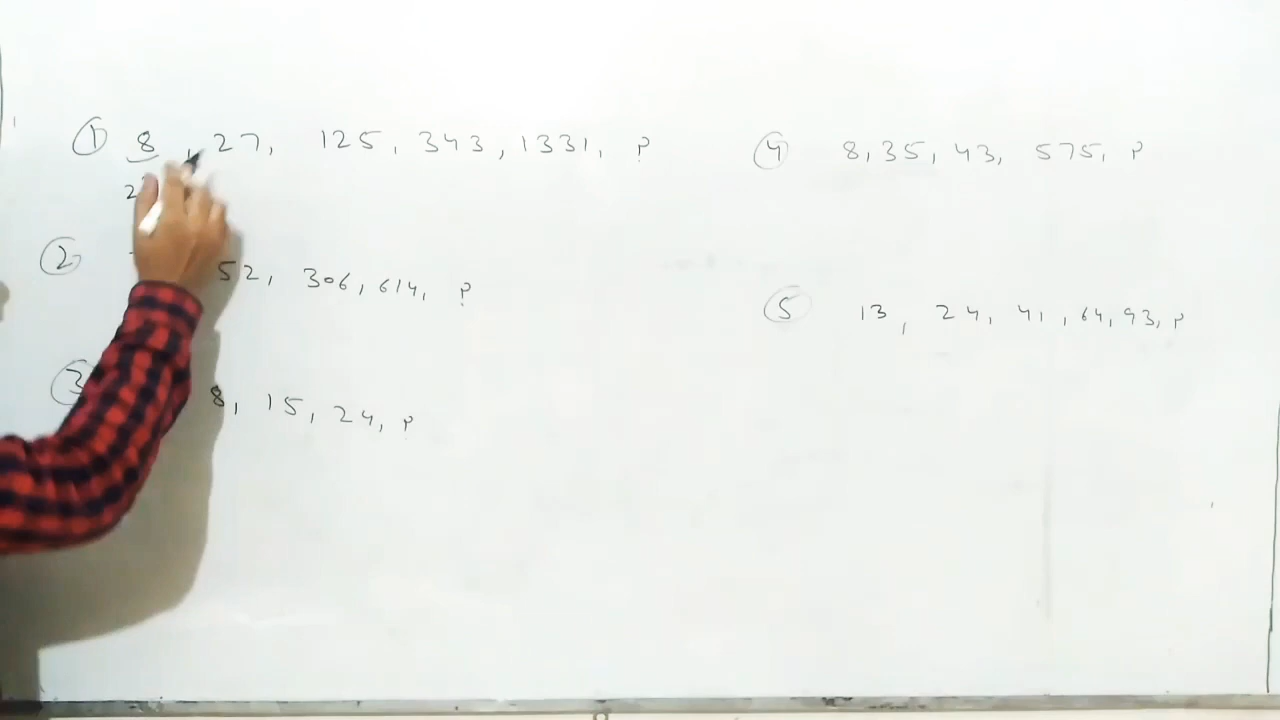 ① 8, 27, 125, 343, 1331, ?
2
② 52, 306, 614, ?
③ 8, 15, 24, ?
④ 8, 35, 43, 575, ?
⑤ 13, 24, 41, 64, 93, ?